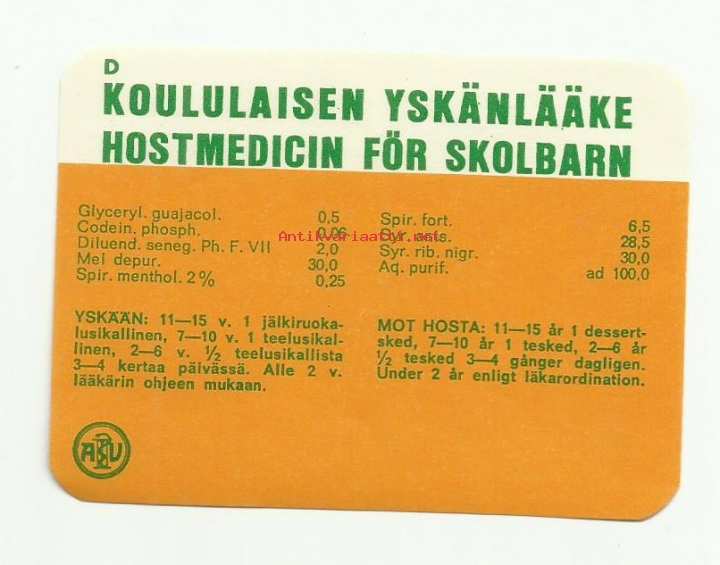 D
KOULULAISEN YSKÄNLÄÄKE
HOSTMEDICIN FÖR SKOLBARN
Glyceryl. guajacol. 0,5
Codein. phosph. 0,06
Diluend. seneg. Ph. F. VII 2,0
Mel depur. 30,0
Spir. menthol. 2% 0,25
Spir. fort. 6,5
28,5
Syr. rib. nigr. 30,0
Aq. purif. ad 100,0
YSKÄÄN: 11—15 v. 1 jälkiruoka-
lusikallinen, 7—10 v. 1 teelusikal-
linen, 2—6 v. ½ teelusikallista
3—4 kertaa päivässä. Alle 2 v.
lääkärin ohjeen mukaan.
MOT HOSTA: 11—15 år 1 dessert-
sked, 7—10 år 1 tesked, 2—6 år
½ tesked 3—4 gånger dagligen.
Under 2 år enligt läkarordination.